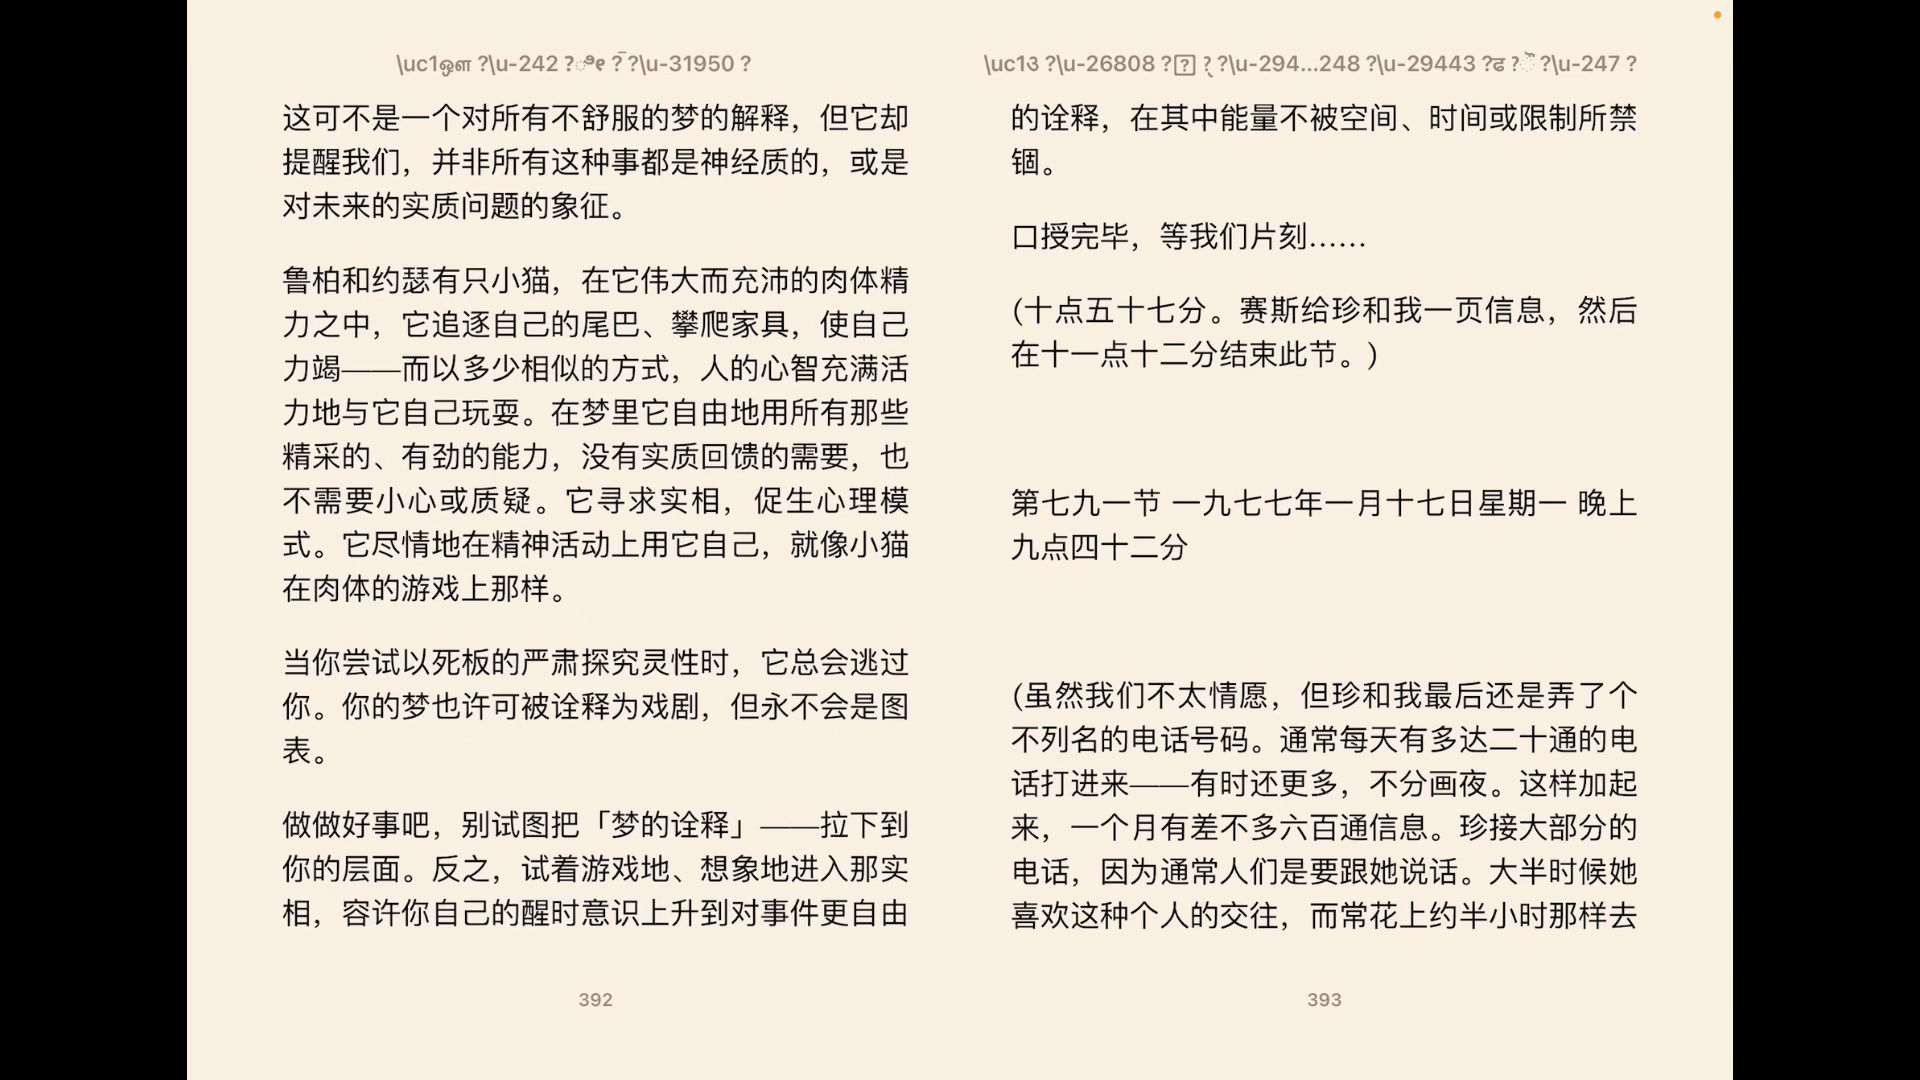 这可不是一个对所有不舒服的梦的解释，但它却
提醒我们，并非所有这种事都是神经质的，或是
对未来的实质问题的象征。
鲁柏和约瑟有只小猫，在它伟大而充沛的肉体精
力之中，它追逐自己的尾巴、攀爬家具，使自己
力竭——而以多少相似的方式，人的心智充满活
力地与它自己玩耍。在梦里它自由地用所有那些
精采的、有劲的能力，没有实质回馈的需要，也
不需要小心或质疑。它寻求实相，促生心理模
式。它尽情地在精神活动上用它自己，就像小猫
在肉体的游戏上那样。
当你尝试以死板的严肃探究灵性时，它总会逃过
你。你的梦也许可被诠释为戏剧，但永不会是图
表。
做做好事吧，别试图把「梦的诠释」——拉下到
你的层面。反之，试着游戏地、想象地进入那实
相，容许你自己的醒时意识上升到对事件更自由
392
的诠释，在其中能量不被空间、时间或限制所禁
锢。
口授完毕，等我们片刻……
(十点五十七分。赛斯给珍和我一页信息，然后
在十一点十二分结束此节。)
第七九一节 一九七七年一月十七日星期一 晚上
九点四十二分
(虽然我们不太情愿，但珍和我最后还是弄了个
不列名的电话号码。通常每天有多达二十通的电
话打进来——有时还更多，不分画夜。这样加起
来，一个月有差不多六百通信息。珍接大部分的
电话，因为通常人们是要跟她说话。大半时候她
喜欢这种个人的交往，而常花上约半小时那样去
393